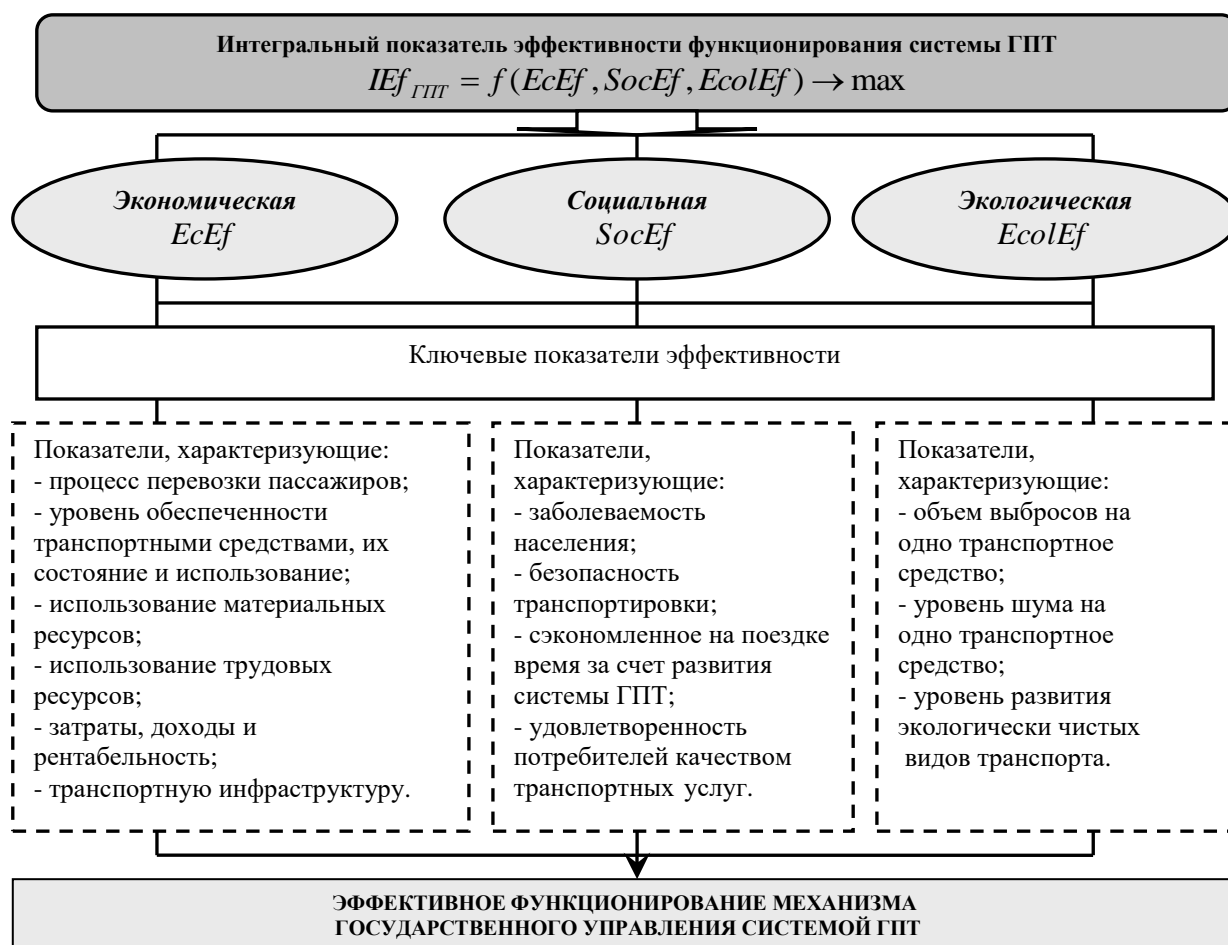 Интегральный показатель эффективности функционирования системы ГПТ
IEf ГПТ = f (EcEf , SocEf , EcolEf ) → max
Экономическая
EcEf
Социальная
SocEf
Экологическая
EcolEf
Ключевые показатели эффективности
Показатели, характеризующие:
- процесс перевозки пассажиров;
- уровень обеспеченности
транспортными средствами, их
состояние и использование;
- использование материальных
ресурсов;
- использование трудовых
ресурсов;
- затраты, доходы и
рентабельность;
- транспортную инфраструктуру.
Показатели,
характеризующие:
- заболеваемость
населения;
- безопасность
транспортировки;
- сэкономленное на поездке
время за счет развития
системы ГПТ;
- удовлетворенность
потребителей качеством
транспортных услуг.
Показатели,
характеризующие:
- объем выбросов на
одно транспортное
средство;
- уровень шума на
одно транспортное
средство;
- уровень развития
экологически чистых
видов транспорта.
ЭФФЕКТИВНОЕ ФУНКЦИОНИРОВАНИЕ МЕХАНИЗМА
ГОСУДАРСТВЕННОГО УПРАВЛЕНИЯ СИСТЕМОЙ ГПТ